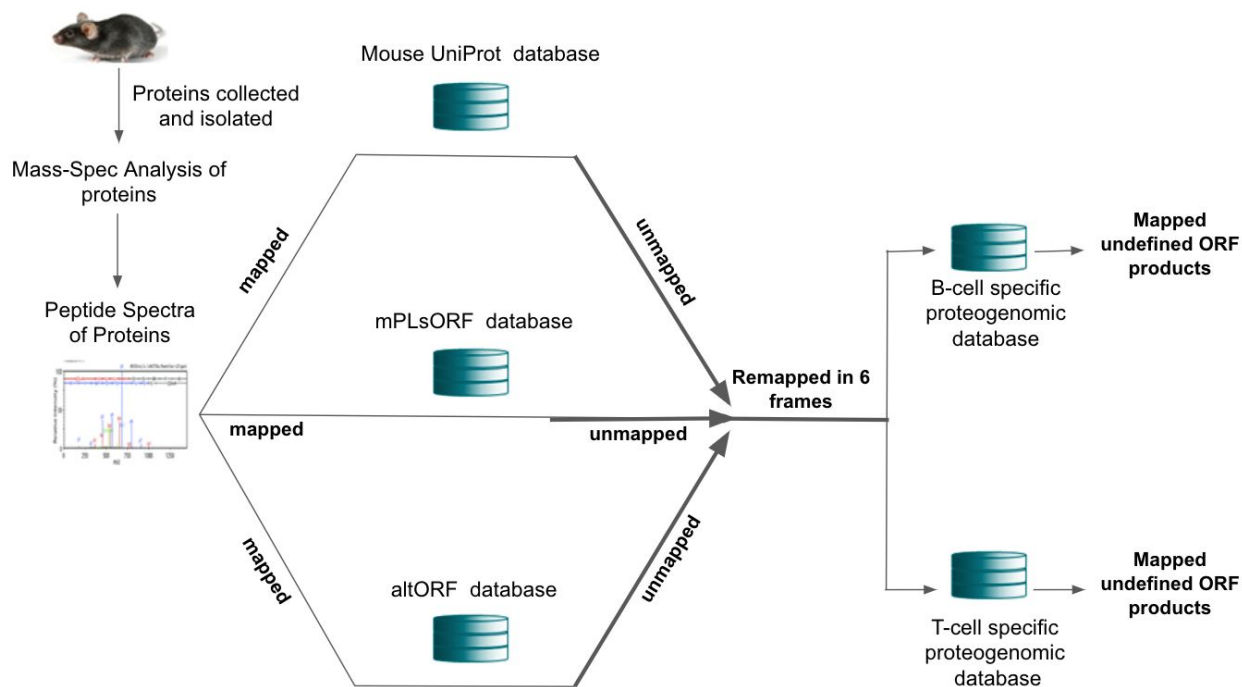 Proteins collected
and isolated
Mass-Spec Analysis of
proteins
Peptide Spectra
of Proteins
Mouse UniProt database
mPLsORF database
altORF database
mapped
mapped
mapped
unmapped
unmapped
unmapped
Remapped in 6
frames
B-cell specific
proteogenomic
database
Mapped
undefined ORF
products
T-cell specific
proteogenomic
database
Mapped
undefined ORF
products